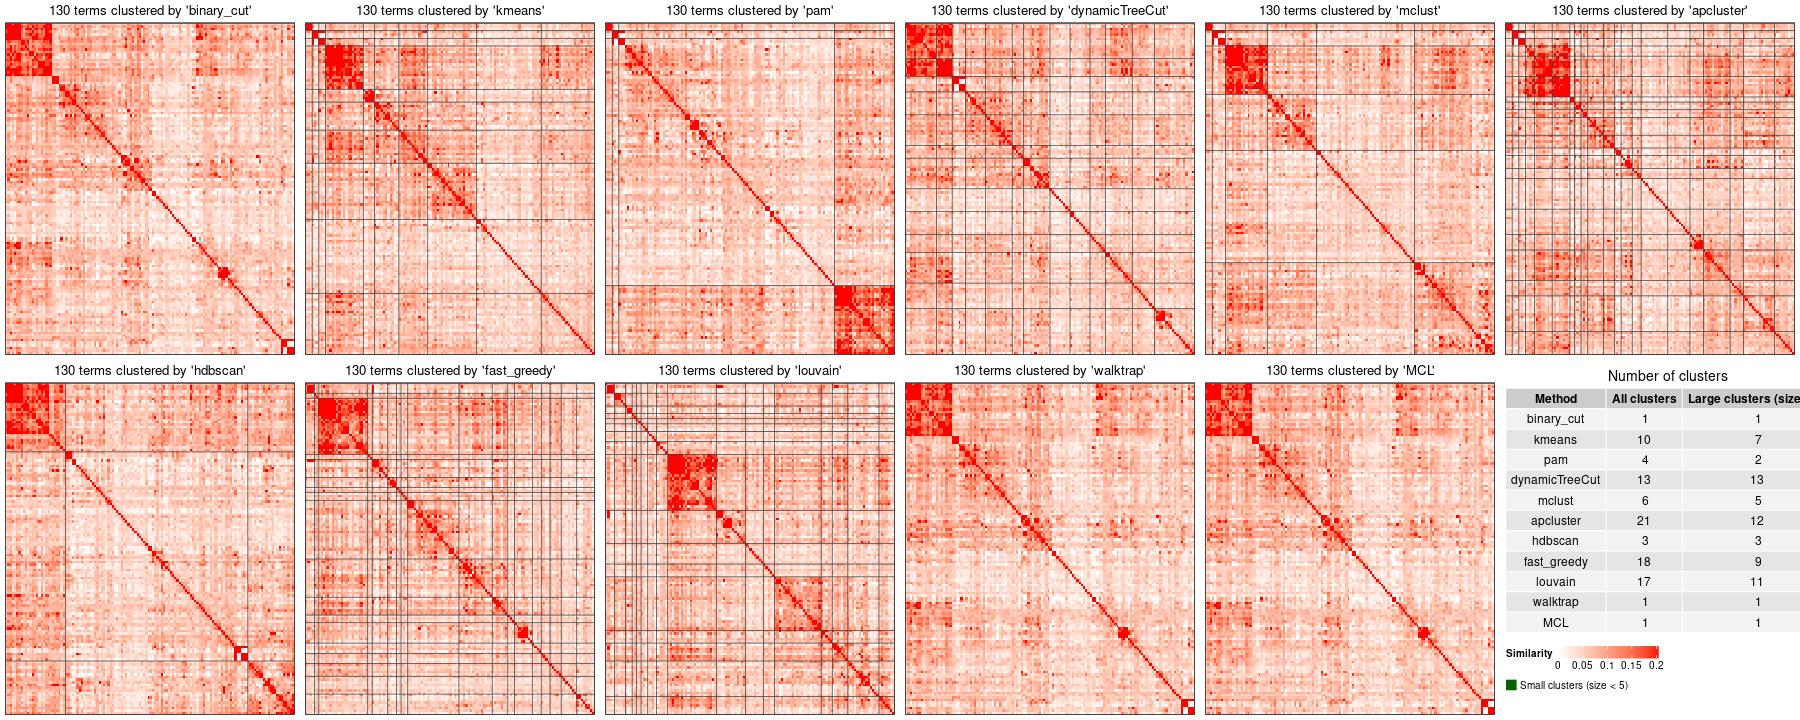 130 terms clustered by 'binary_cut'
130 terms clustered by 'kmeans'
130 terms clustered by 'pam'
130 terms clustered by 'dynamicTreeCut'
130 terms clustered by 'mclust'
130 terms clustered by 'apcluster'
130 terms clustered by 'hdbscan'
130 terms clustered by 'fast_greedy'
130 terms clustered by 'louvain'
130 terms clustered by 'walktrap'
130 terms clustered by 'MCL'
Number of clusters
Method All clusters Large clusters (size
binary_cut 1 1
kmeans 10 7
pam 4 2
dynamicTreeCut 13 13
mclust 6 5
apcluster 21 12
hdbscan 3 3
fast_greedy 18 9
louvain 17 11
walktrap 1 1
MCL 1 1
Similarity
0 0.05 0.1 0.15 0.2
Small clusters (size < 5)